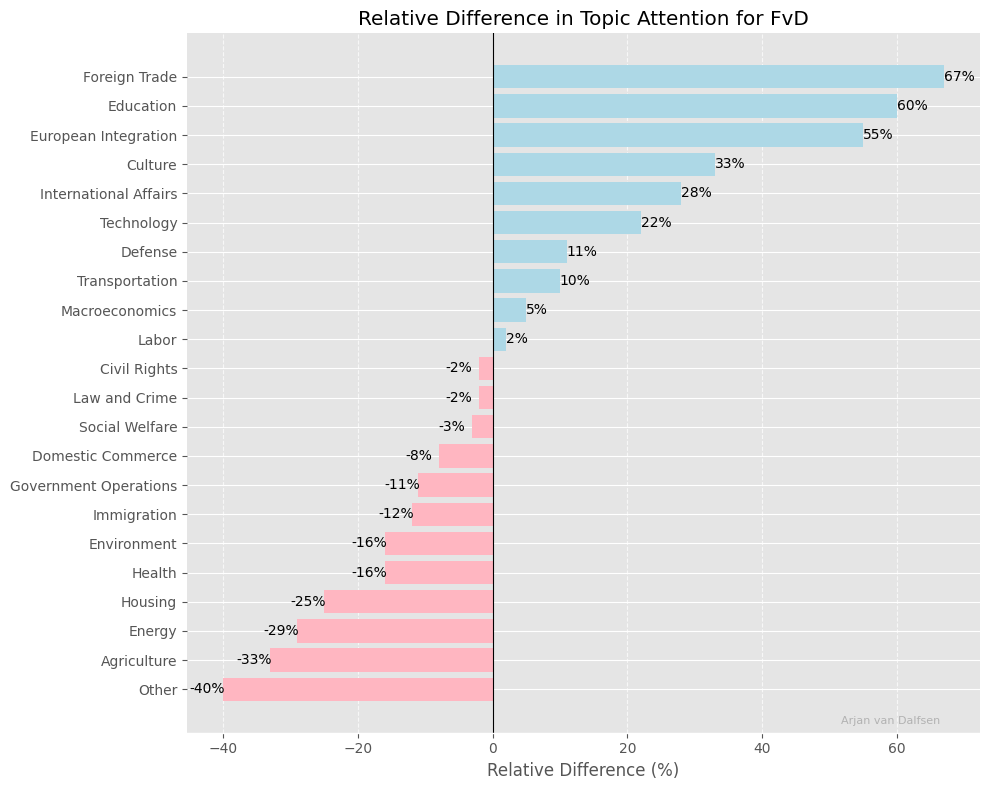 Relative Difference in Topic Attention for FvD
Foreign Trade 67%
Education 60%
European Integration 55%
Culture 33%
International Affairs 28%
Technology 22%
Defense 11%
Transportation 10%
Macroeconomics 5%
Labor 2%
Civil Rights -2%
Law and Crime -2%
Social Welfare -3%
Domestic Commerce -8%
Government Operations -11%
Immigration -12%
Environment -16%
Health -16%
Housing -25%
Energy -29%
Agriculture -33%
Other -40%
Arjan van Dalfsen
−40 −20 0 20 40 60
Relative Difference (%)